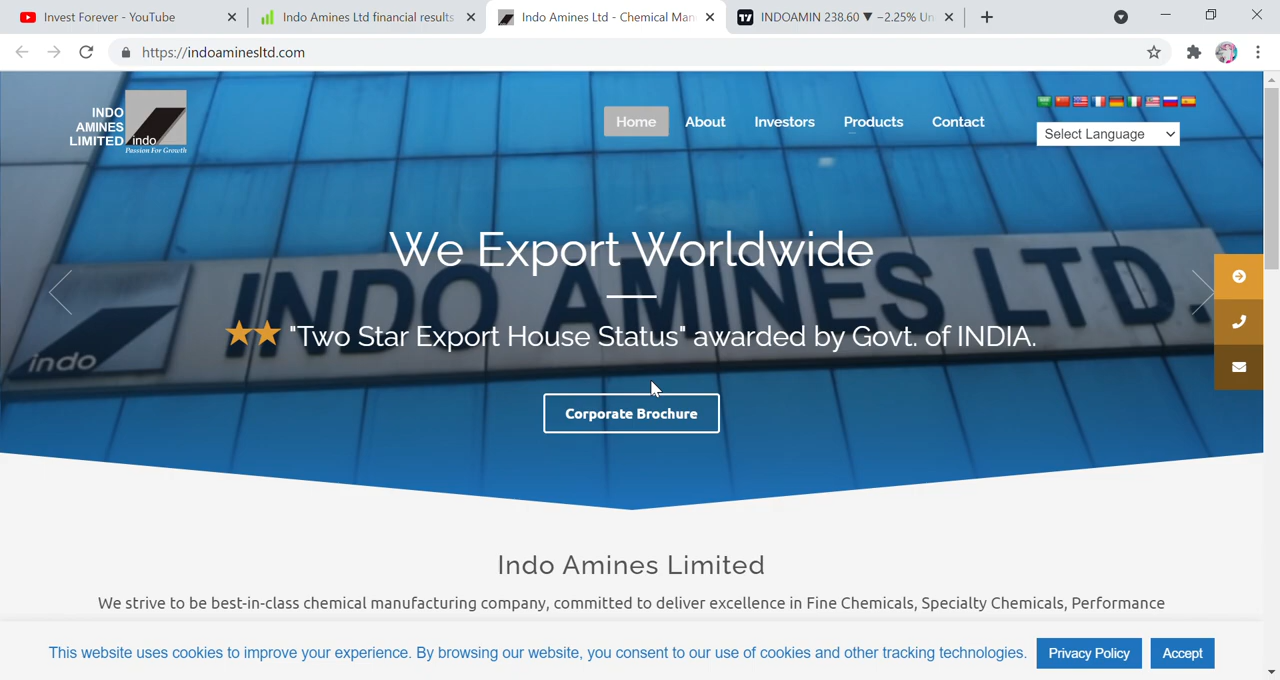 Invest Forever - YouTube
Indo Amines Ltd financial results
Indo Amines Ltd - Chemical Man
INDOAMIN 238.60 ▼ −2.25% Un
https://indoaminesltd.com
INDO
AMINES
LIMITED
indo
Passion For Growth
Home
About
Investors
Products
Contact
Select Language
We Export Worldwide
INDO AMINES LTD.
indo
★★ "Two Star Export House Status" awarded by Govt. of INDIA.
Corporate Brochure
Indo Amines Limited
We strive to be best-in-class chemical manufacturing company, committed to deliver excellence in Fine Chemicals, Specialty Chemicals, Performance
This website uses cookies to improve your experience. By browsing our website, you consent to our use of cookies and other tracking technologies.
Privacy Policy
Accept